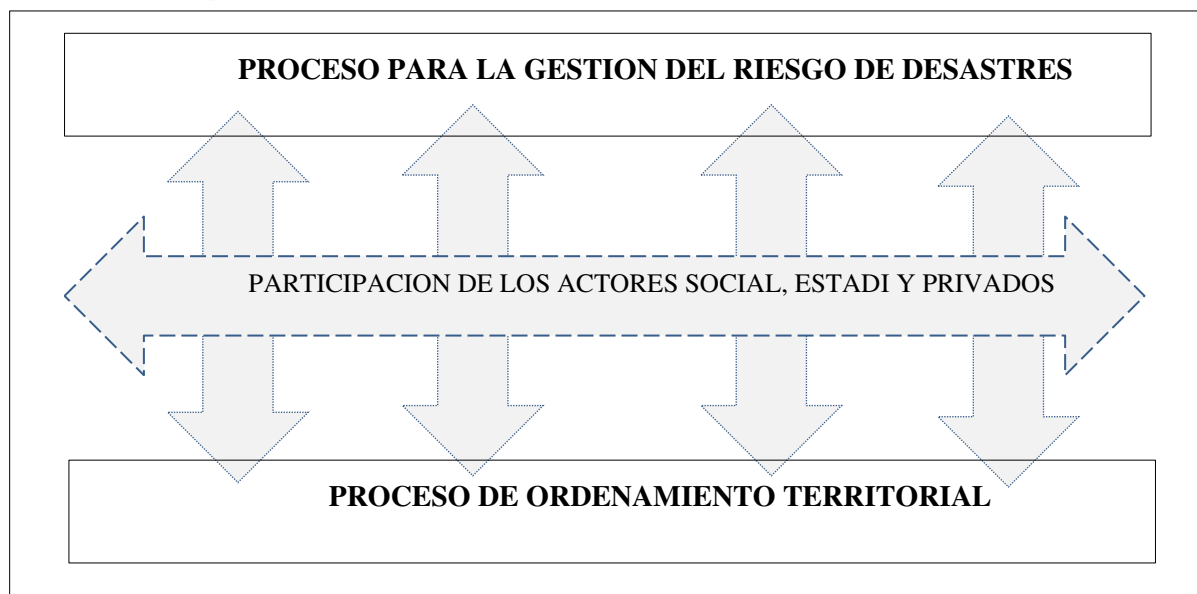 PROCESO PARA LA GESTION DEL RIESGO DE DESASTRES
PARTICIPACION DE LOS ACTORES SOCIAL, ESTADI Y PRIVADOS
PROCESO DE ORDENAMIENTO TERRITORIAL